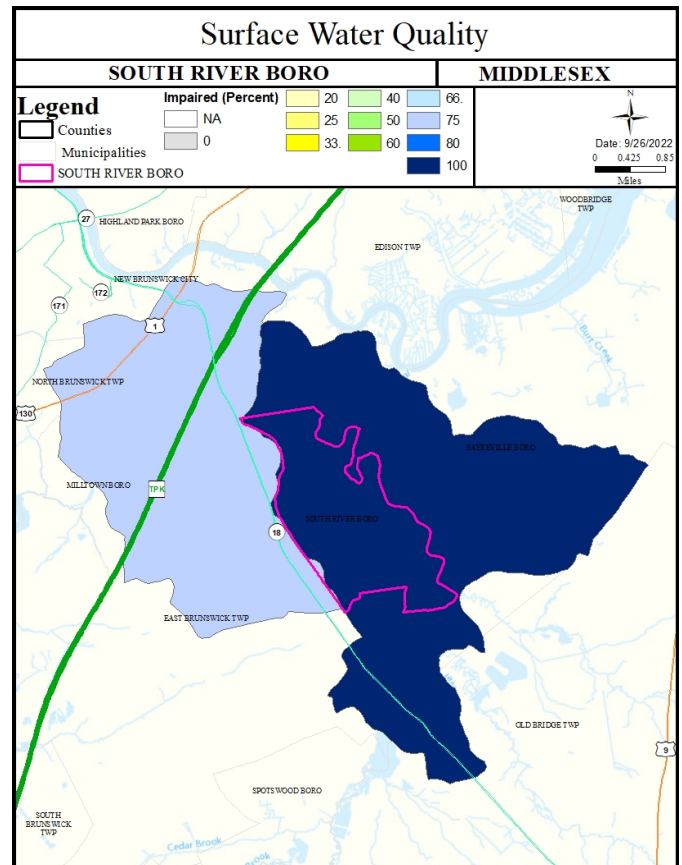 Surface Water Quality
SOUTH RIVER BORO
MIDDLESEX
Legend
Counties
Municipalities
SOUTH RIVER BORO
Impaired (Percent)
NA
0
20
25
33.
40
50
60
66.
75
80
100
N
Date: 9/26/2022
0 0.425 0.85
Miles
WOODBRIDGE
TWP
27
HIGHLAND PARK BORO
EDISON TWP
NEW BRUNSWICK CITY
172
171
1
Burt Creek
NORTH BRUNSWICK TWP
130
SAYREVILLE BORO
MILLTOWN BORO
TPK
SOUTH RIVER BORO
18
EAST BRUNSWICK TWP
OLD BRIDGE TWP
9
SPOTSWOOD BORO
SOUTH
BRUNSWICK
TWP
Cedar Brook
Brook